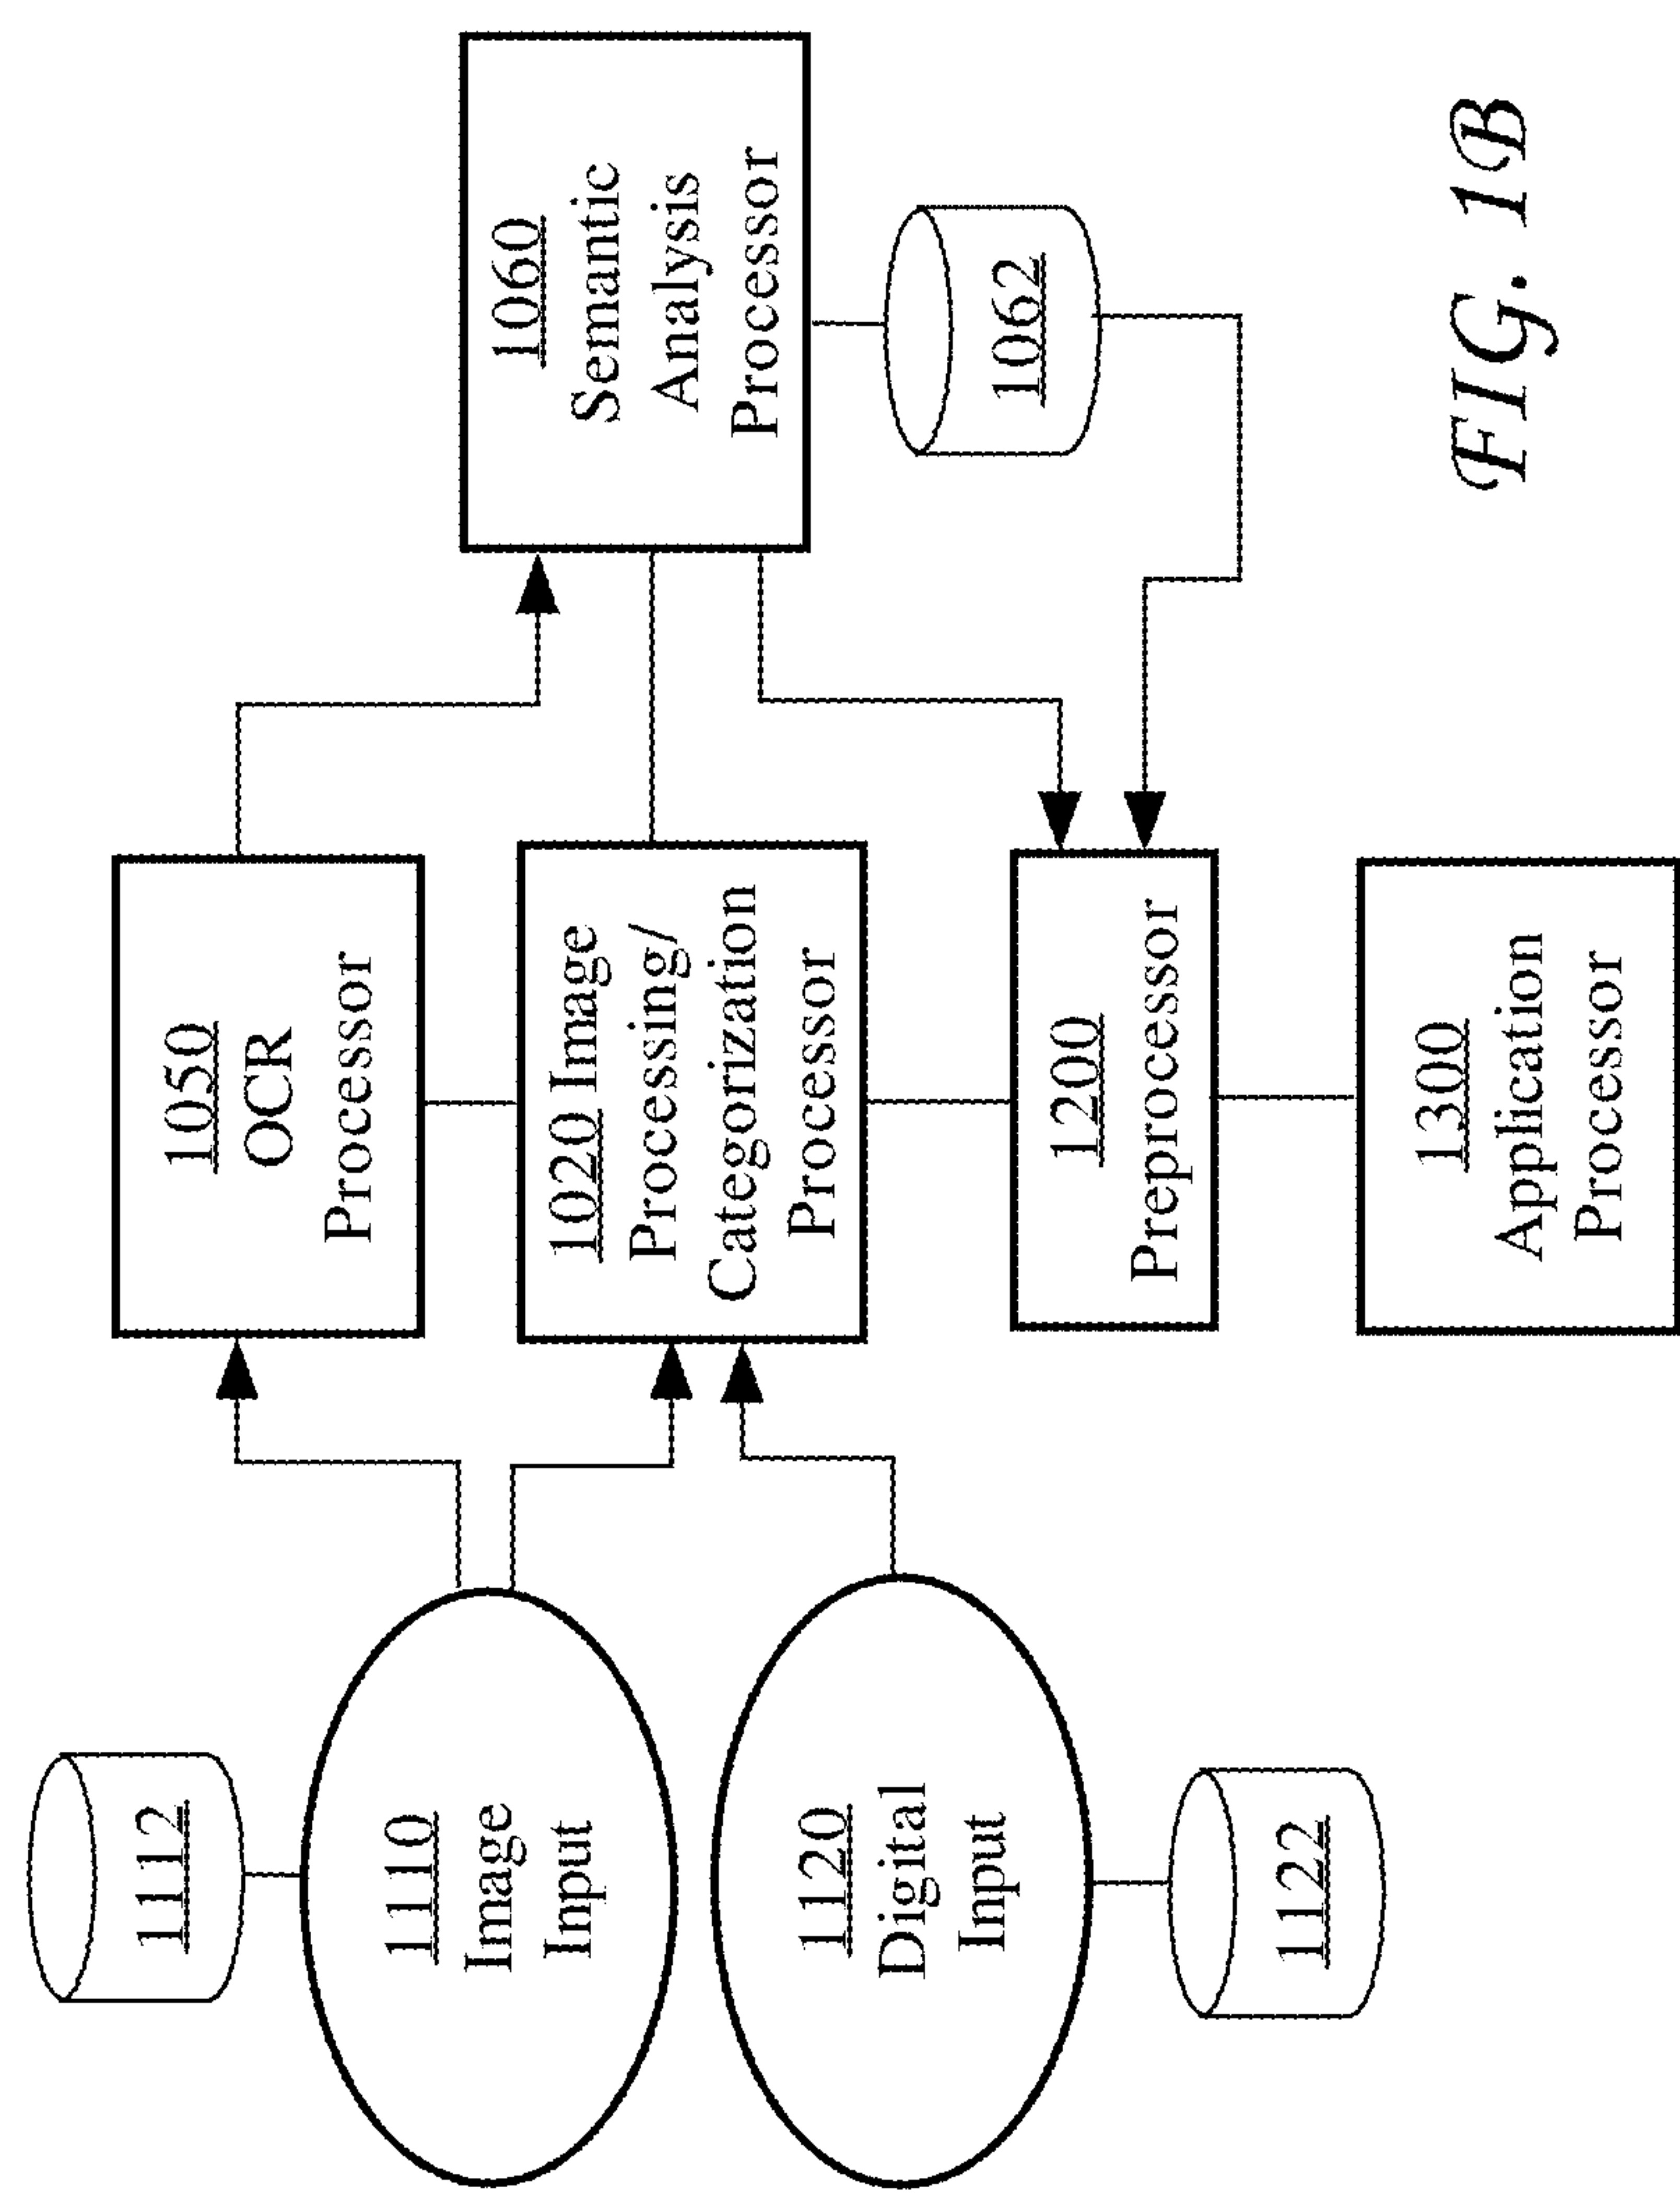 1112
1110
Image
Input
1120
Digital
Input
1122
1050
OCR
Processor
1020 Image
Processing/
Categorization
Processor
1200
Preprocessor
1300
Application
Processor
1060
Semantic
Analysis
Processor
1062
FIG. 1B